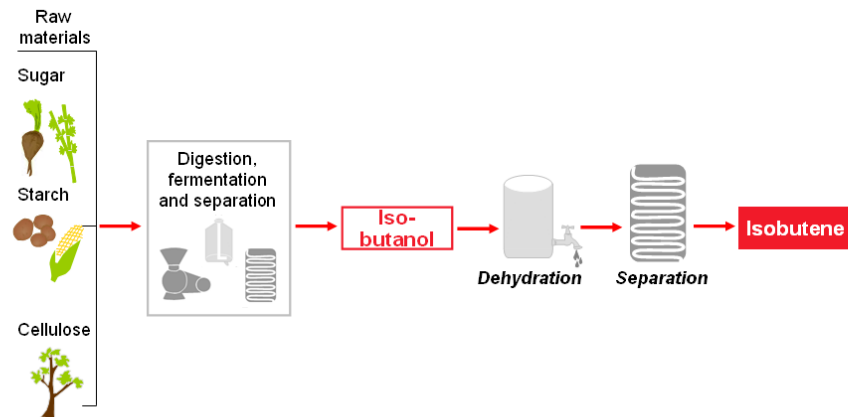 Raw
materials
Sugar
Starch
Cellulose
Digestion,
fermentation
and separation
Iso-
butanol
Dehydration
Separation
Isobutene